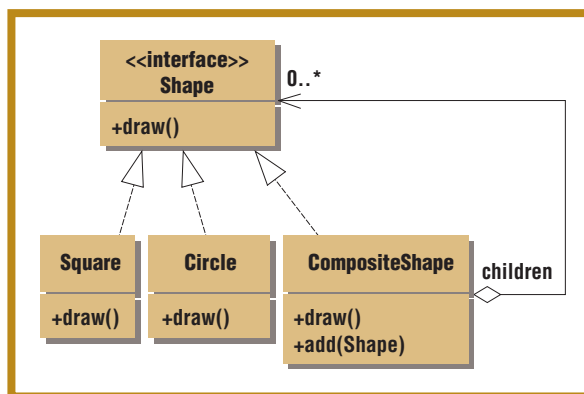 <<interface>>
Shape
0..*
+draw()
Square
+draw()
Circle
+draw()
CompositeShape
+draw()
+add(Shape)
children